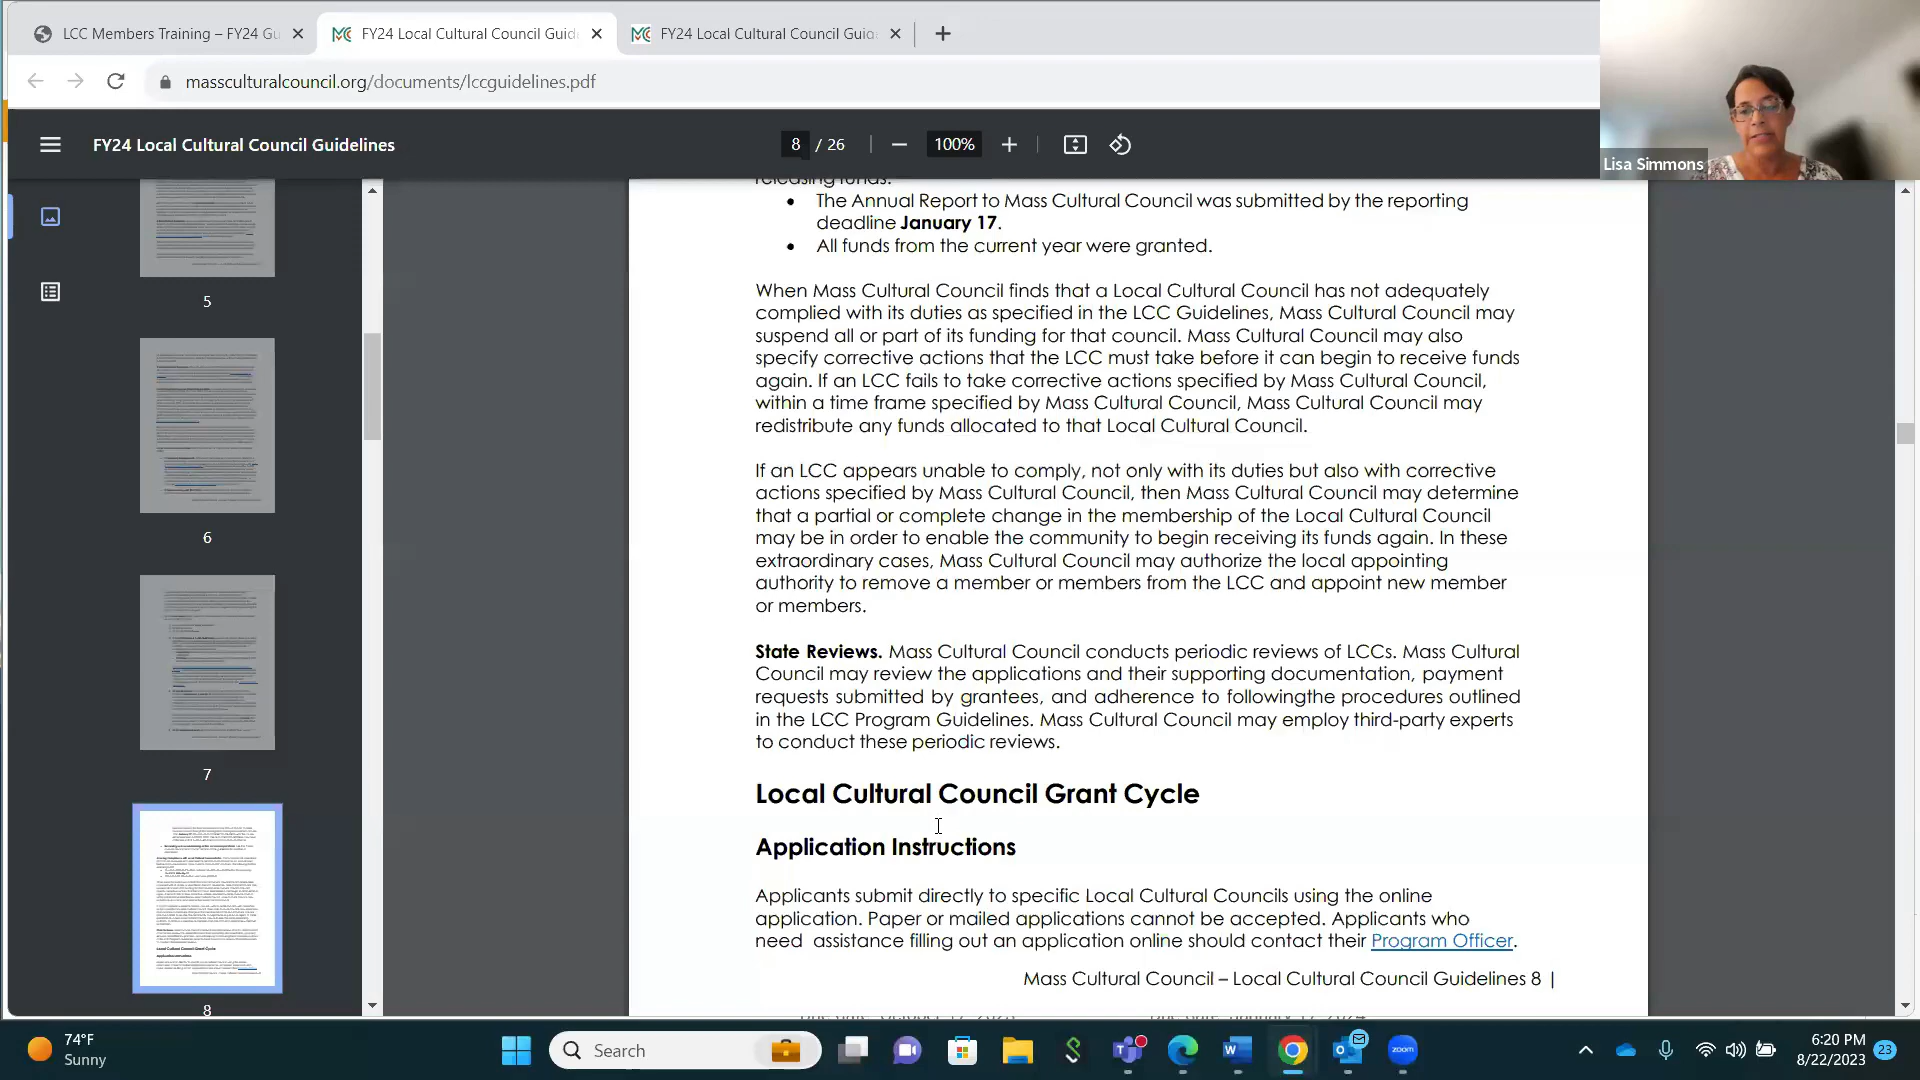 LCC Members Training – FY24 Gu
FY24 Local Cultural Council Guid
FY24 Local Cultural Council Guid
massculturalcouncil.org/documents/lccguidelines.pdf
Lisa Simmons
FY24 Local Cultural Council Guidelines
8 / 26
100%
5
6
7
8
releasing funds.
• The Annual Report to Mass Cultural Council was submitted by the reporting
deadline January 17.
• All funds from the current year were granted.
When Mass Cultural Council finds that a Local Cultural Council has not adequately
complied with its duties as specified in the LCC Guidelines, Mass Cultural Council may
suspend all or part of its funding for that council. Mass Cultural Council may also
specify corrective actions that the LCC must take before it can begin to receive funds
again. If an LCC fails to take corrective actions specified by Mass Cultural Council,
within a time frame specified by Mass Cultural Council, Mass Cultural Council may
redistribute any funds allocated to that Local Cultural Council.
If an LCC appears unable to comply, not only with its duties but also with corrective
actions specified by Mass Cultural Council, then Mass Cultural Council may determine
that a partial or complete change in the membership of the Local Cultural Council
may be in order to enable the community to begin receiving its funds again. In these
extraordinary cases, Mass Cultural Council may authorize the local appointing
authority to remove a member or members from the LCC and appoint new member
or members.
State Reviews. Mass Cultural Council conducts periodic reviews of LCCs. Mass Cultural
Council may review the applications and their supporting documentation, payment
requests submitted by grantees, and adherence to followingthe procedures outlined
in the LCC Program Guidelines. Mass Cultural Council may employ third-party experts
to conduct these periodic reviews.
Local Cultural Council Grant Cycle
Application Instructions
Applicants submit directly to specific Local Cultural Councils using the online
application. Paper or mailed applications cannot be accepted. Applicants who
need assistance filling out an application online should contact their Program Officer.
Mass Cultural Council – Local Cultural Council Guidelines 8 |
74°F
Sunny
Search
zoom
6:20 PM
8/22/2023
23